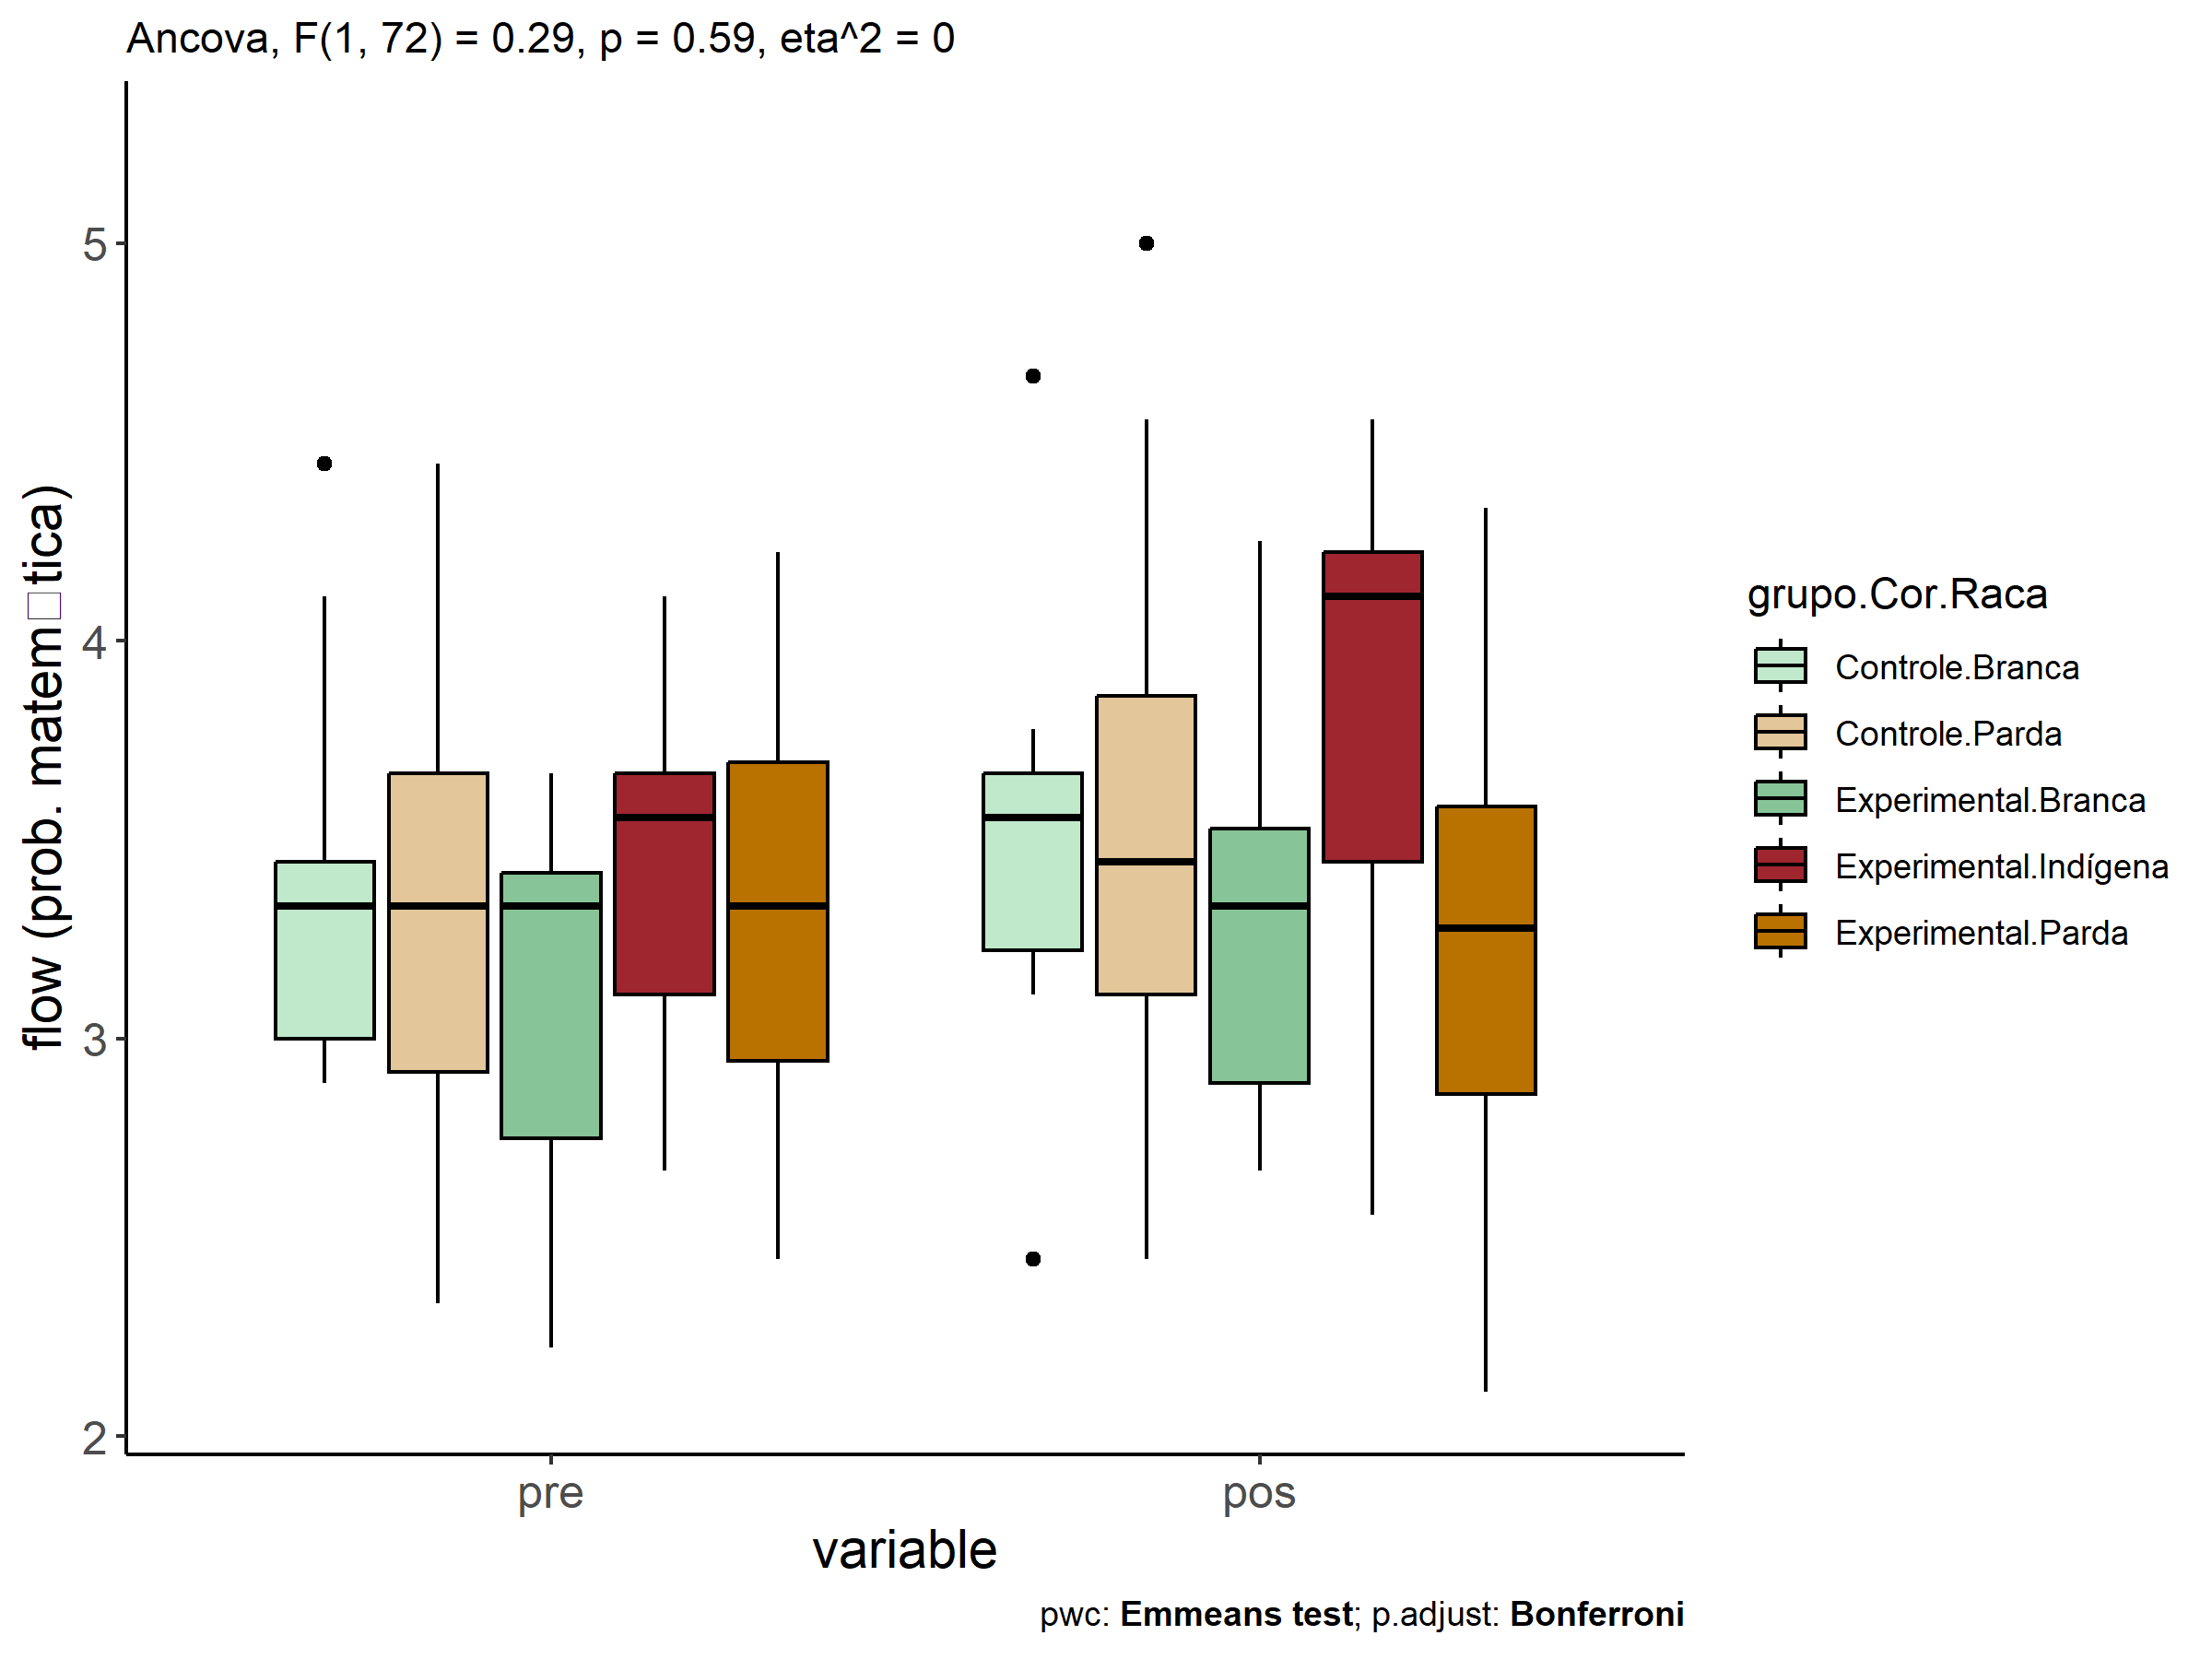 Ancova, F(1, 72) = 0.29, p = 0.59, eta^2 = 0
flow (prob. matem□tica)
5
4
3
2
pre
pos
variable
grupo.Cor.Raca
Controle.Branca
Controle.Parda
Experimental.Branca
Experimental.Indígena
Experimental.Parda
pwc: Emmeans test; p.adjust: Bonferroni